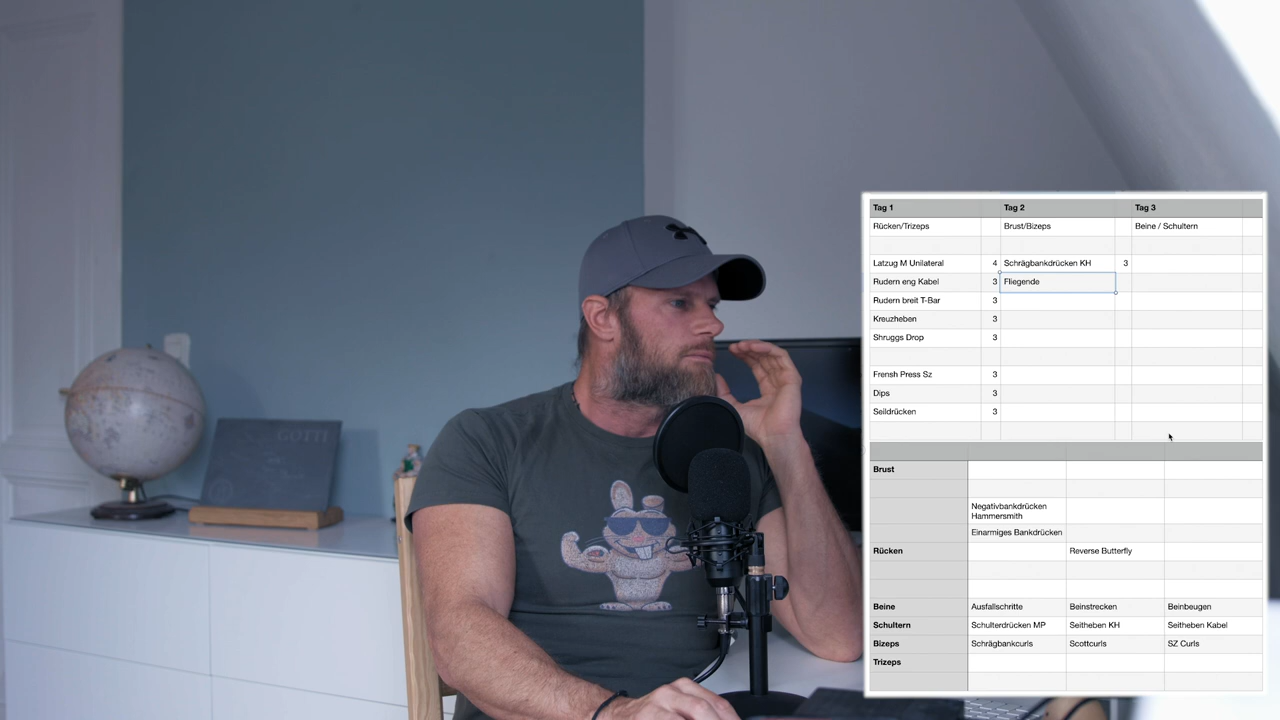 GOTTI
Tag 1 Tag 2 Tag 3
Rücken/Trizeps Brust/Bizeps Beine / Schultern
Latzug M Unilateral 4 Schrägbankdrücken KH 3
Rudern eng Kabel 3 Fliegende
Rudern breit T-Bar 3
Kreuzheben 3
Shruggs Drop 3
Frensh Press Sz 3
Dips 3
Seildrücken 3
Brust
Negativbankdrücken
Hammersmith
Einarmiges Bankdrücken
Rücken Reverse Butterfly
Beine Ausfallschritte Beinstrecken Beinbeugen
Schultern Schulterdrücken MP Seitheben KH Seitheben Kabel
Bizeps Schrägbankcurls Scottcurls SZ Curls
Trizeps